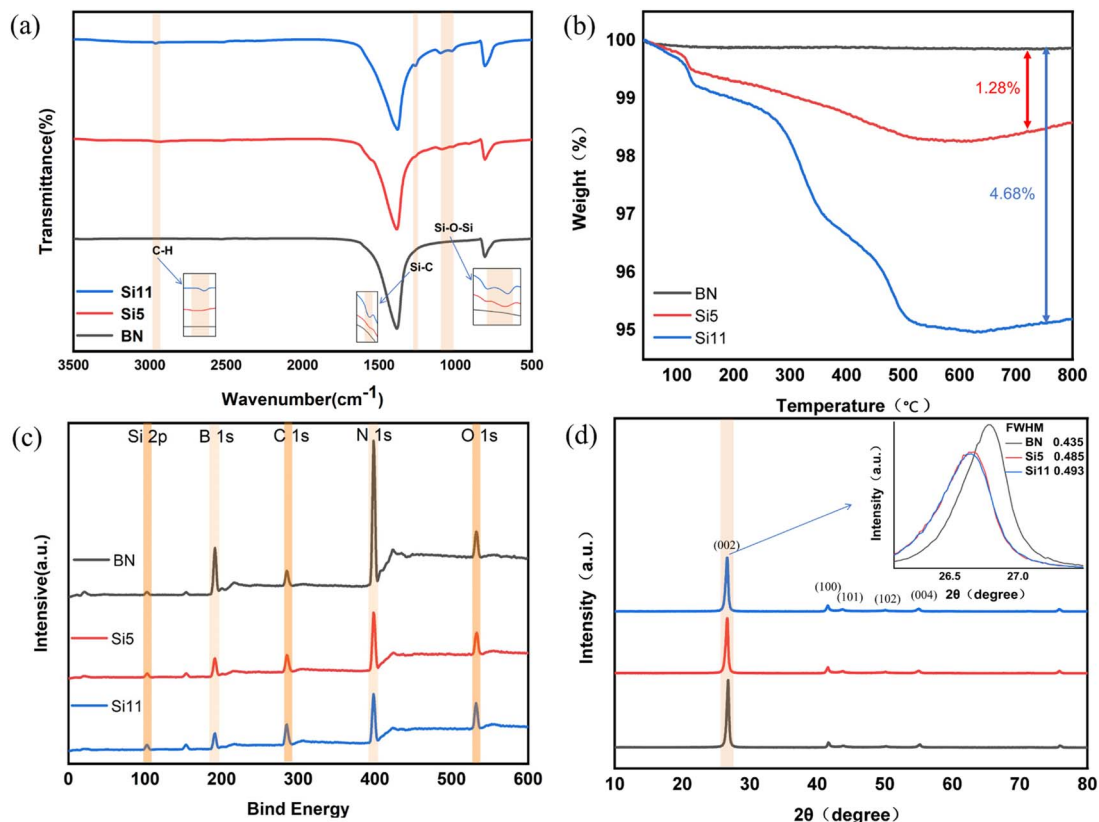 (a)
Transmittance(%)
C-H
Si-C
Si-O-Si
Si11
Si5
BN
3500 3000 2500 2000 1500 1000 500
Wavenumber(cm-1)
(b)
Weight（%）
100
99
98
97
96
95
1.28%
4.68%
BN
Si5
Si11
100 200 300 400 500 600 700 800
Temperature（℃）
(c)
Intensive(a.u.)
Si 2p B 1s C 1s N 1s O 1s
BN
Si5
Si11
0 100 200 300 400 500 600
Bind Energy
(d)
Intensity（a.u.）
(002)
(100)
(101)
(102)
(004)
FWHM
BN 0.435
Si5 0.485
Si11 0.493
Intensity（a.u.）
26.5 27.0
2θ（degree）
10 20 30 40 50 60 70 80
2θ（degree）